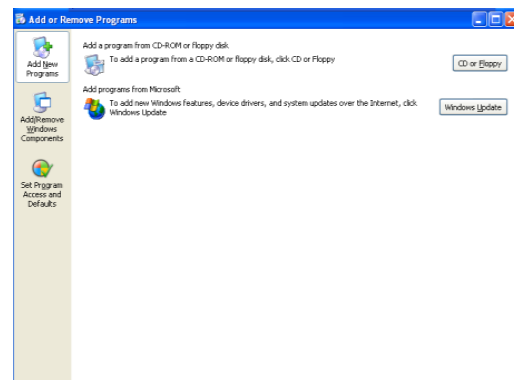 Add or Remove Programs
Add New
Programs
Add/Remove
Windows
Components
Set Program
Access and
Defaults
Add a program from CD-ROM or floppy disk
To add a program from a CD-ROM or floppy disk, click CD or Floppy
CD or Floppy
Add programs from Microsoft
To add new Windows features, device drivers, and system updates over the Internet, click
Windows Update
Windows Update